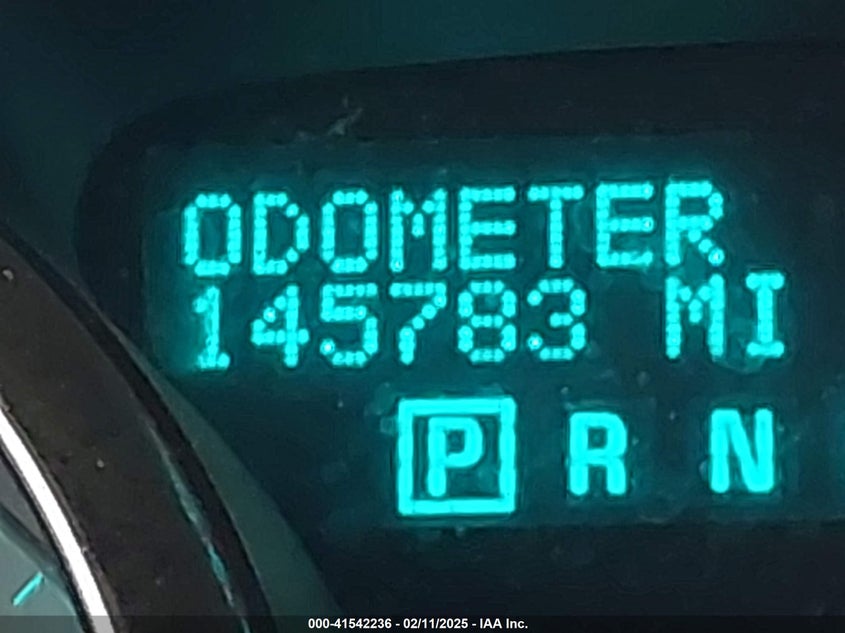 ODOMETER
145783 MI
P R N
000-41542236 - 02/11/2025 - IAA Inc.